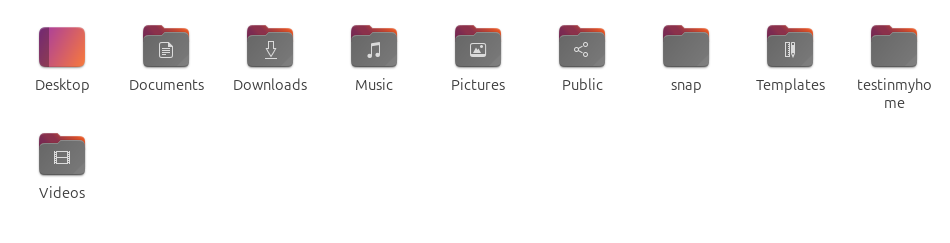 Desktop
Documents
Downloads
Music
Pictures
Public
snap
Templates
testinmyho
me
Videos